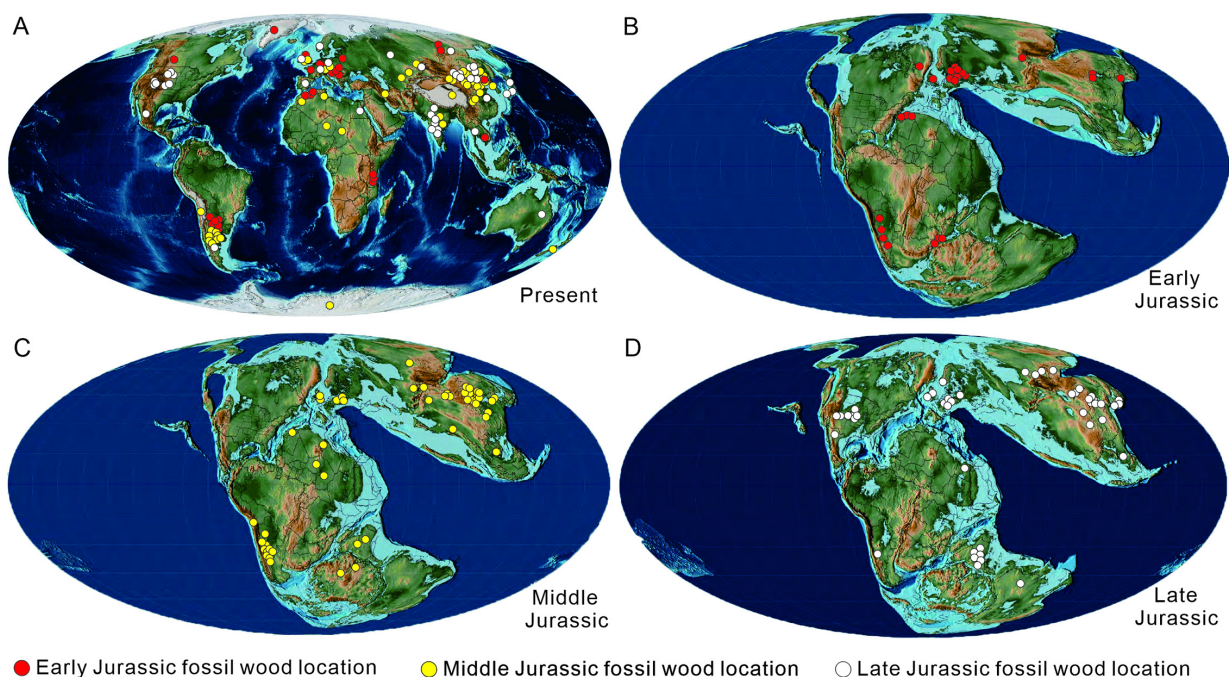 A
Present
B
Early
Jurassic
C
Middle
Jurassic
D
Late
Jurassic
Early Jurassic fossil wood location
Middle Jurassic fossil wood location
Late Jurassic fossil wood location